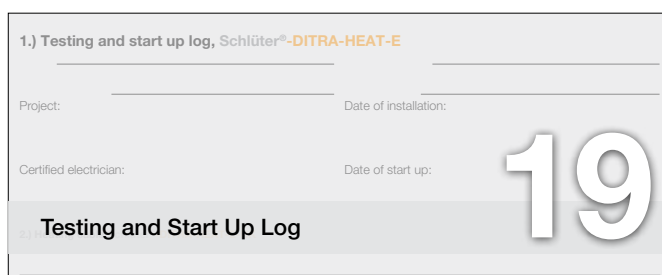 1.) Testing and start up log, Schlüter®-DITRA-HEAT-E
Project: Date of installation:
Certified electrician: Date of start up:
19
Testing and Start Up Log
2.)